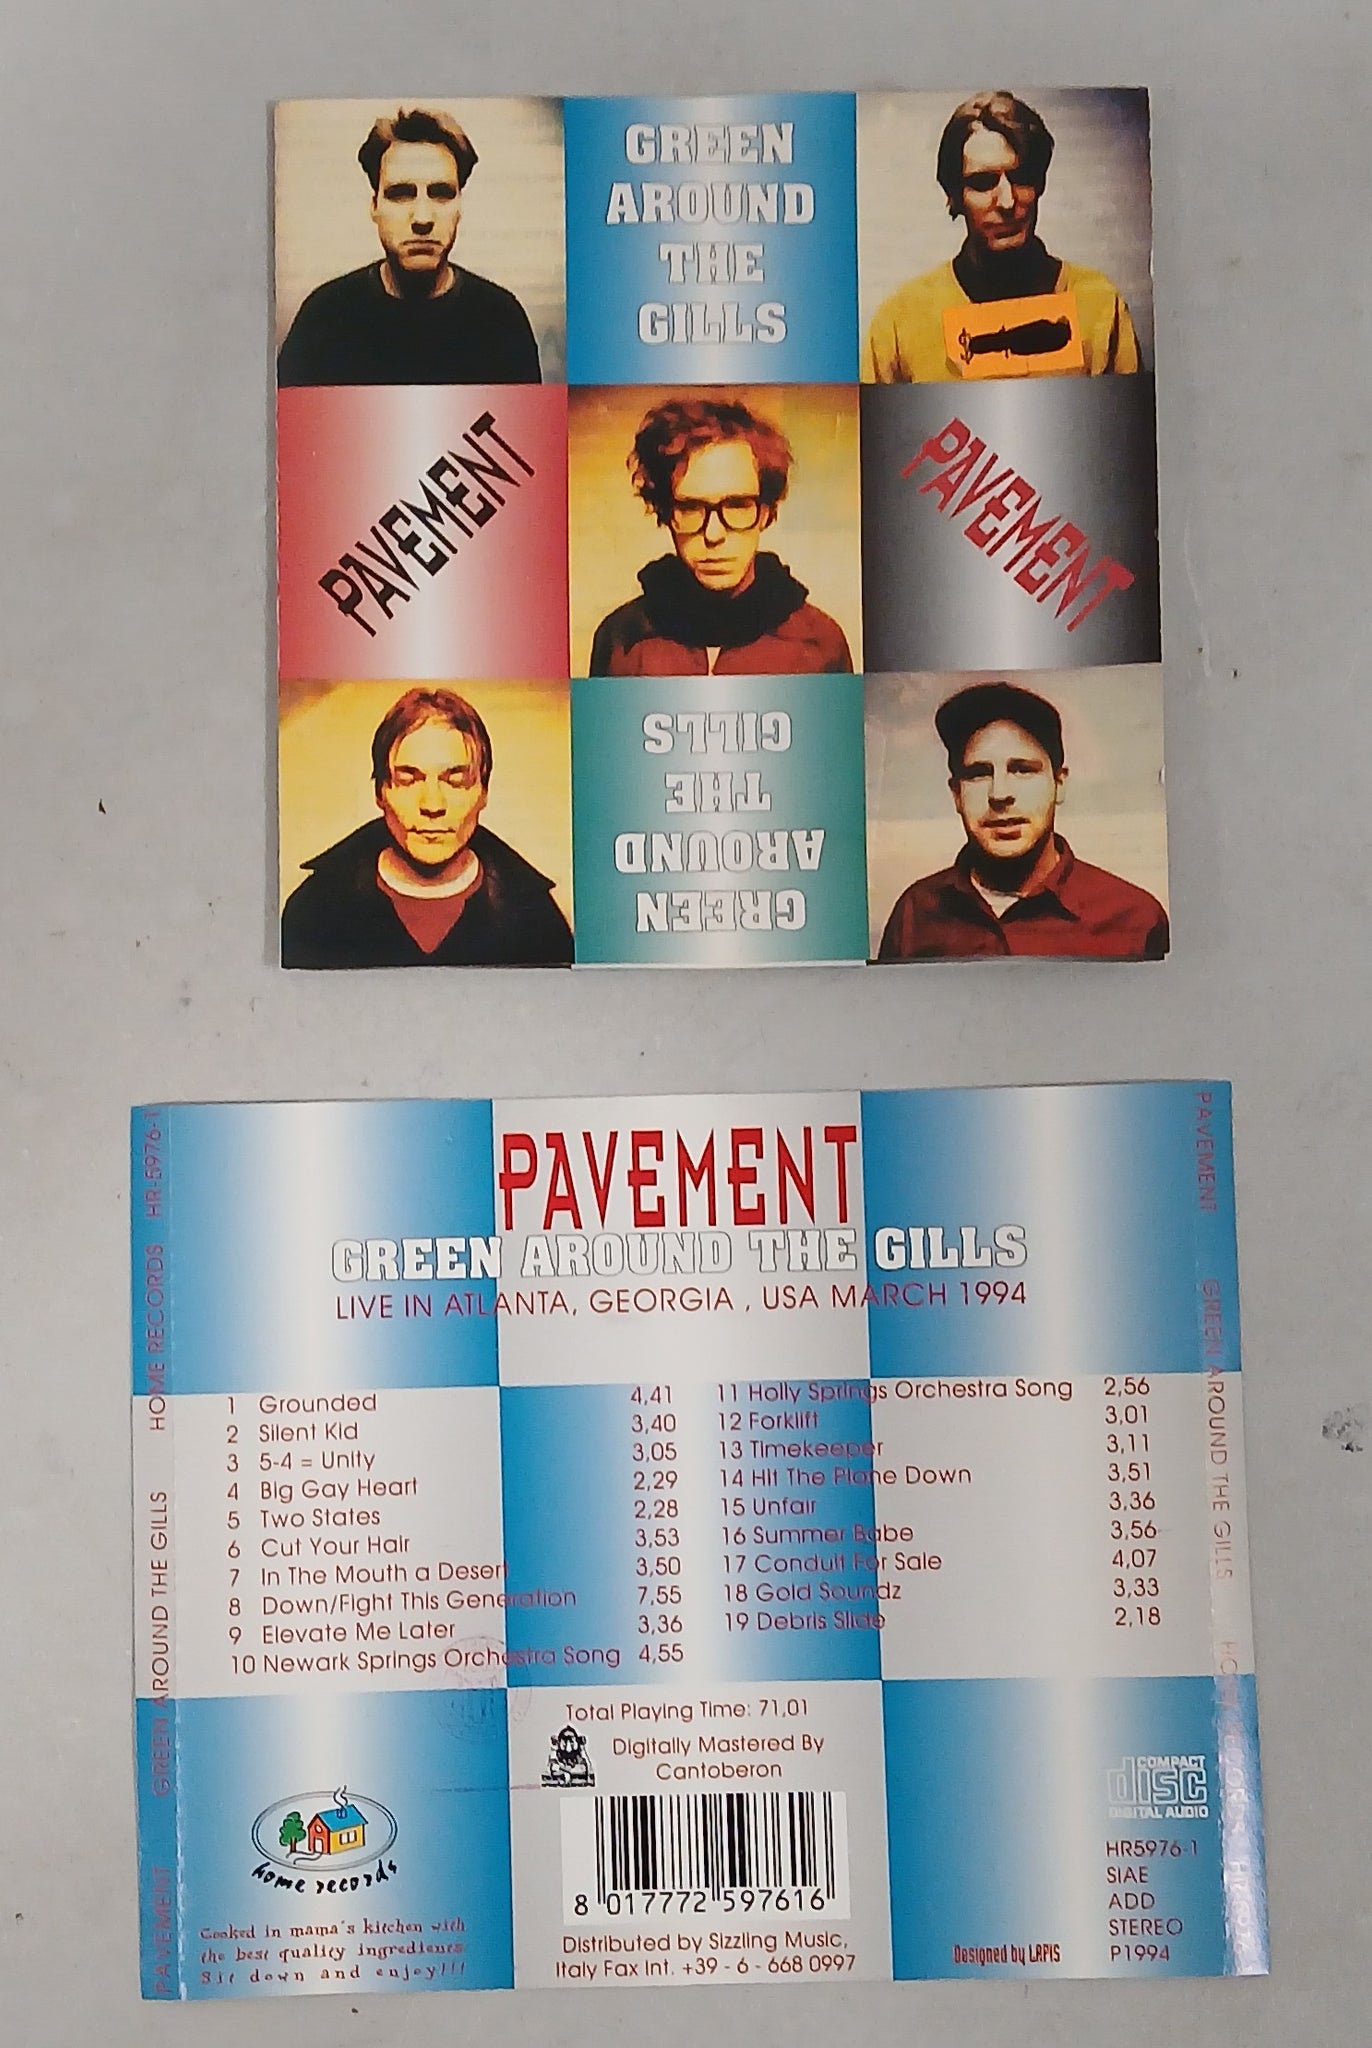 GREEN
AROUND
THE
GILLS
$
PAVEMENT
PAVEMENT
GREEN
AROUND
THE
GILLS
PAVEMENT
GREEN AROUND THE GILLS
LIVE IN ATLANTA, GEORGIA , USA MARCH 1994
1 Grounded 4,41
2 Silent Kid 3,40
3 5-4 = Unity 3,05
4 Big Gay Heart 2,29
5 Two States 2,28
6 Cut Your Hair 3,53
7 In The Mouth a Desert 3,50
8 Down/Fight This Generation 7,55
9 Elevate Me Later 3,36
10 Newark Springs Orchestra Song 4,55
11 Holly Springs Orchestra Song 2,56
12 Forklift 3,01
13 Timekeeper 3,11
14 Hit The Plane Down 3,51
15 Unfair 3,36
16 Summer Babe 3,56
17 Conduit For Sale 4,07
18 Gold Soundz 3,33
19 Debris Slide 2,18
Total Playing Time: 71,01
Digitally Mastered By
Cantoberon
home records
Cooked in mama's kitchen with
the best quality ingredients
Sit down and enjoy!!!
8 017772 597616
Distributed by Sizzling Music,
Italy Fax Int. +39 - 6 - 668 0997
Designed by LAPIS
COMPACT
disc
DIGITAL AUDIO
HR5976-1
SIAE
ADD
STEREO
P1994
PAVEMENT GREEN AROUND THE GILLS HOME RECORDS HR-5976-1
PAVEMENT GREEN AROUND THE GILLS HOME RECORDS